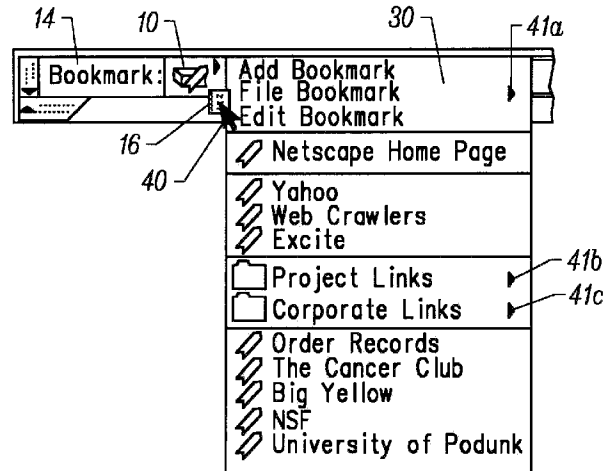 14 10 30 41a
Bookmark:
Add Bookmark
File Bookmark
Edit Bookmark
16
40
Netscape Home Page
Yahoo
Web Crawlers
Excite
Project Links 41b
Corporate Links 41c
Order Records
The Cancer Club
Big Yellow
NSF
University of Podunk